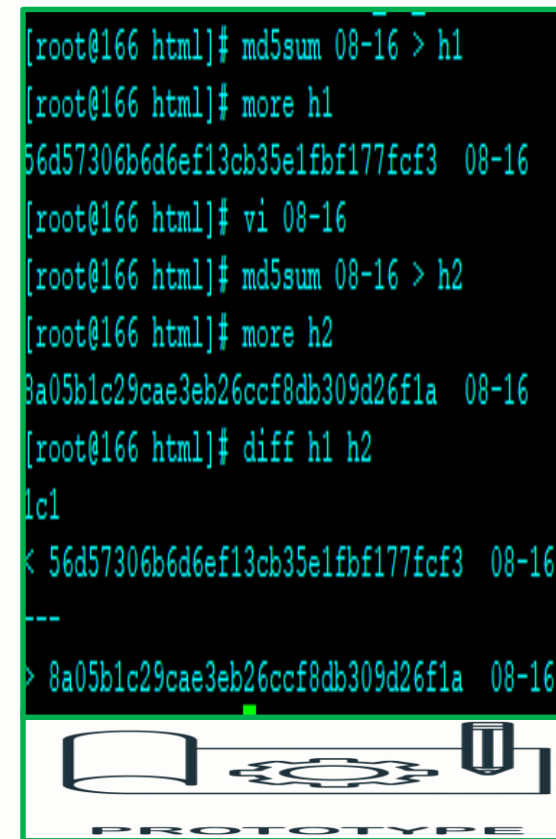 [root@166 html]# md5sum 08-16 > h1
[root@166 html]# more h1
56d57306b6d6ef13cb35e1fbf177fcf3  08-16
[root@166 html]# vi 08-16
[root@166 html]# md5sum 08-16 > h2
[root@166 html]# more h2
8a05b1c29cae3eb26ccf8db309d26f1a  08-16
[root@166 html]# diff h1 h2
1c1
< 56d57306b6d6ef13cb35e1fbf177fcf3  08-16
---
> 8a05b1c29cae3eb26ccf8db309d26f1a  08-16
PROTOTYPE